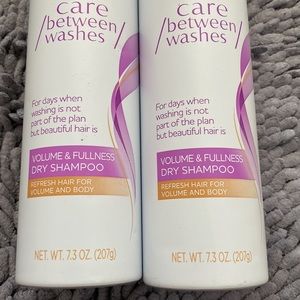 care
/between/
washes
For days when
washing is not
part of the plan
but beautiful hair is
VOLUME & FULLNESS
DRY SHAMPOO
REFRESH HAIR FOR
VOLUME AND BODY
NET. WT. 7.3 OZ. (207g)
care
/between/
washes
For days when
washing is not
part of the plan
but beautiful hair is
VOLUME & FULLNESS
DRY SHAMPOO
REFRESH HAIR FOR
VOLUME AND BODY
NET. WT. 7.3 OZ. (207g)